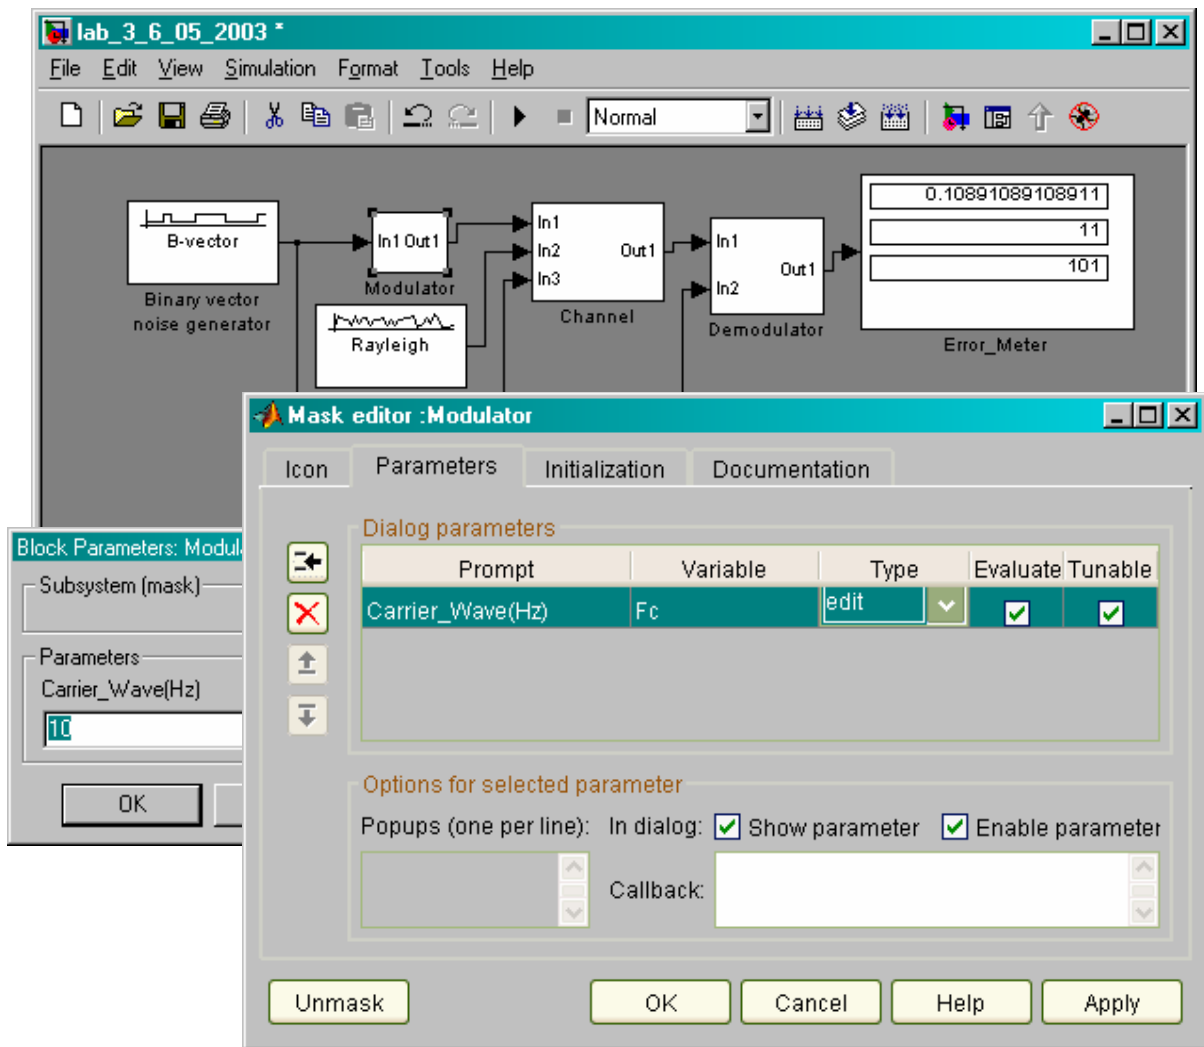 lab_3_6_05_2003 *
File Edit View Simulation Format Tools Help
Normal
B-vector
Binary vector
noise generator
In1 Out1
Modulator
Rayleigh
In1
In2
In3
Out1
Channel
In1
In2
Out1
Demodulator
0.10891089108911
11
101
Error_Meter
Mask editor :Modulator
Icon Parameters Initialization Documentation
Dialog parameters
Prompt Variable Type Evaluate Tunable
Carrier_Wave(Hz) Fc edit
Options for selected parameter
Popups (one per line): In dialog: Show parameter Enable parameter
Callback:
Unmask OK Cancel Help Apply
Block Parameters: Modul
Subsystem (mask)
Parameters
Carrier_Wave(Hz)
10
OK